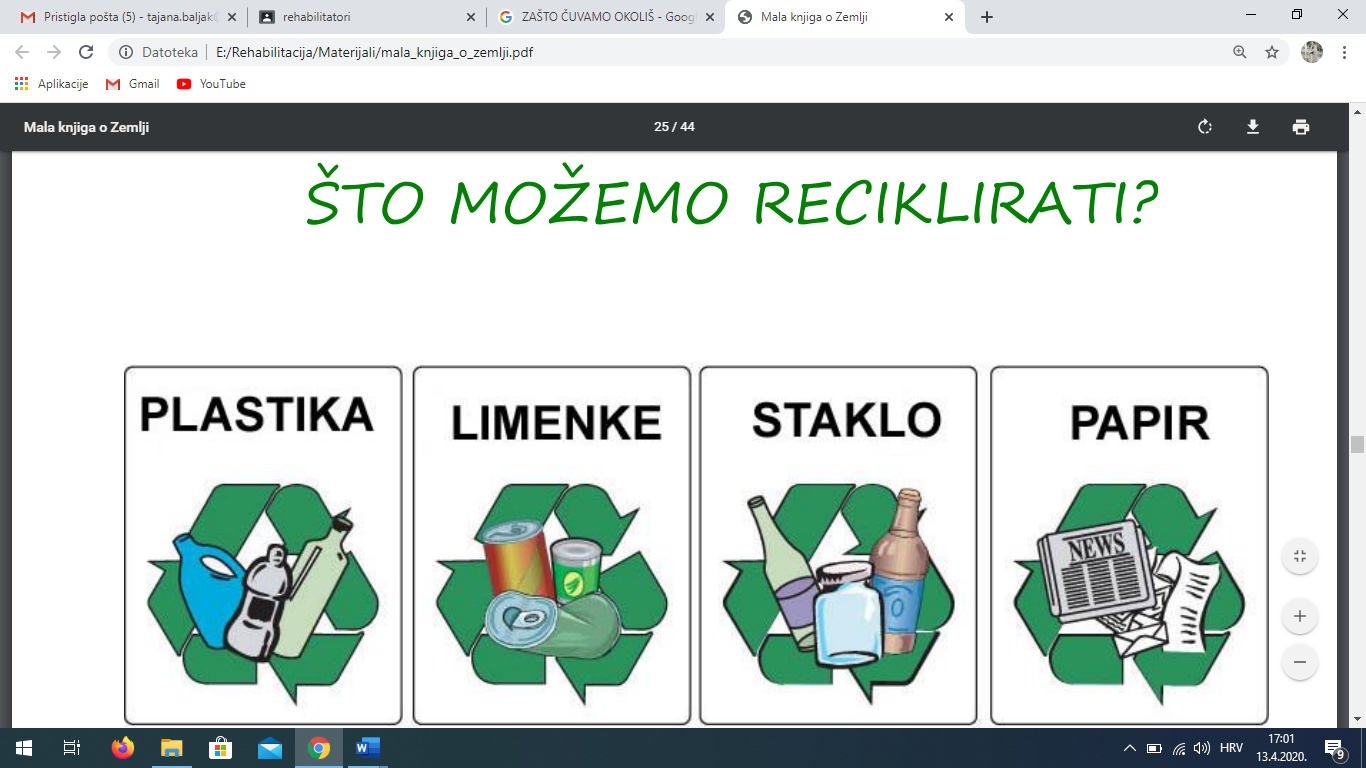 Pristigla pošta (5) - tajana.baljak@
rehabilitatori
ZAŠTO ČUVAMO OKOLIŠ - Goog
Mala knjiga o Zemlji
Datoteka
E:/Rehabilitacija/Materijali/mala_knjiga_o_zemlji.pdf
Aplikacije
Gmail
YouTube
Mala knjiga o Zemlji
25 / 44
ŠTO MOŽEMO RECIKLIRATI?
PLASTIKA
LIMENKE
STAKLO
PAPIR
NEWS
HRV
17:01
13.4.2020.
9